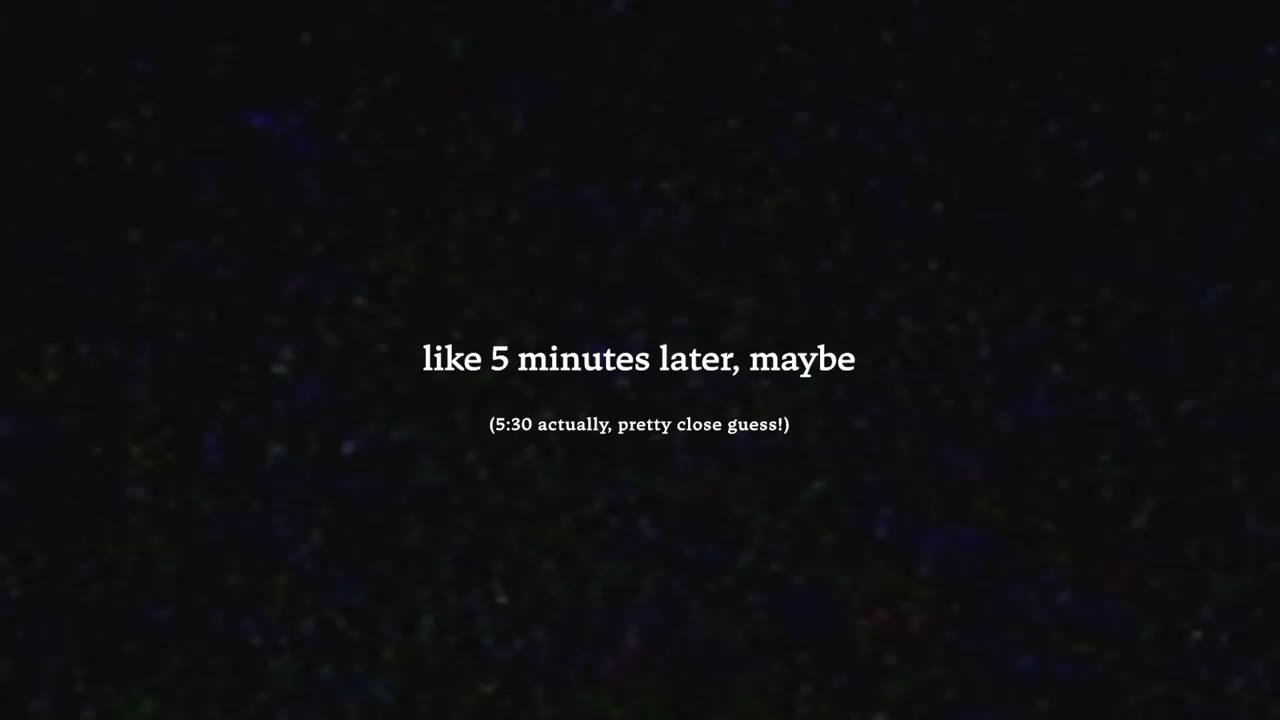 like 5 minutes later, maybe
(5:30 actually, pretty close guess!)